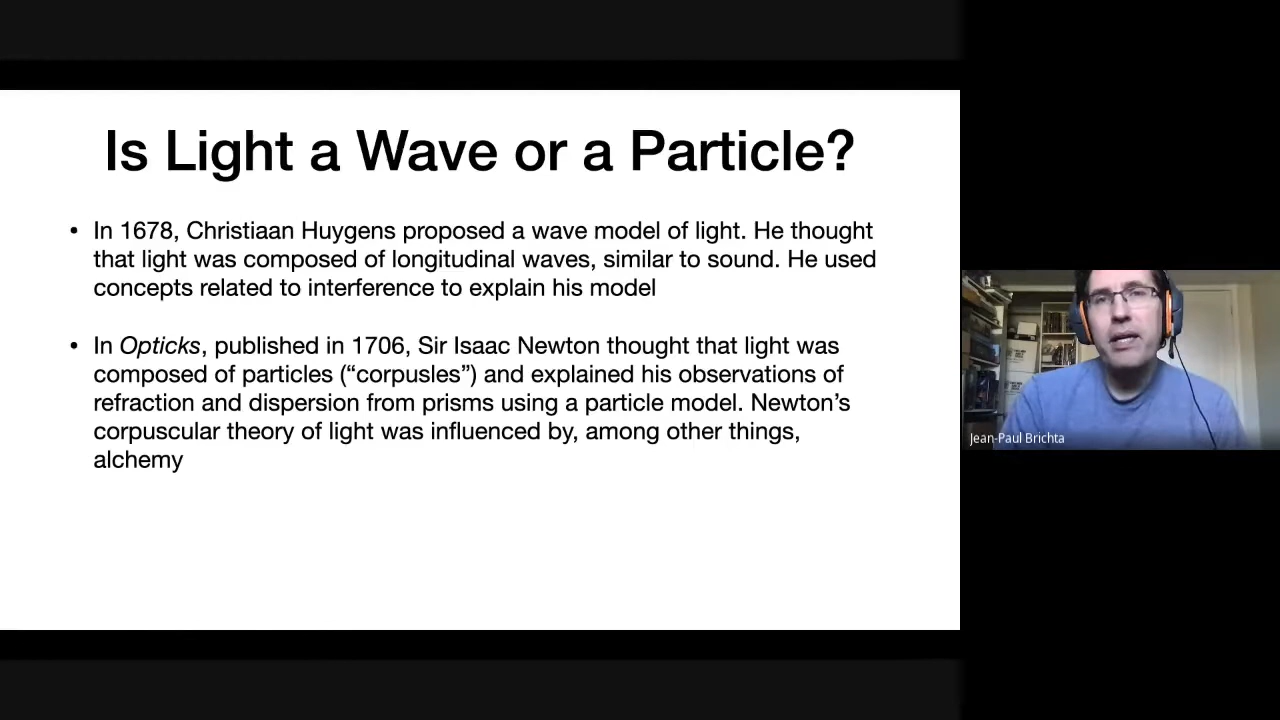 Is Light a Wave or a Particle?
• In 1678, Christiaan Huygens proposed a wave model of light. He thought
that light was composed of longitudinal waves, similar to sound. He used
concepts related to interference to explain his model
• In Opticks, published in 1706, Sir Isaac Newton thought that light was
composed of particles (“corpusles”) and explained his observations of
refraction and dispersion from prisms using a particle model. Newton’s
corpuscular theory of light was influenced by, among other things,
alchemy
Jean-Paul Brichta